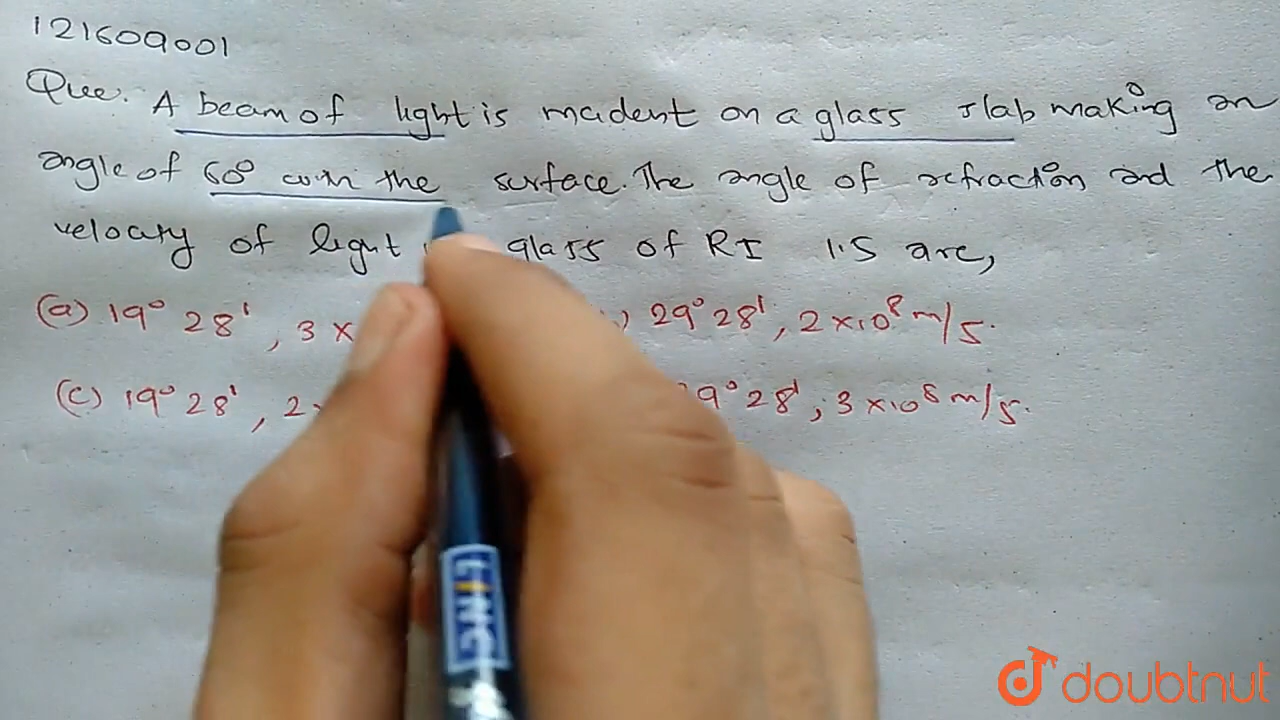 121609001
Que. A beam of light is incident on a glass slab making an
angle of 60° with the surface. The angle of refraction and the
velocity of light glass of RI 1.5 are,
(a) 19° 28', 3 × ) 29° 28', 2 × 10⁸ m/s.
(c) 19° 28', 2 9° 28', 3 × 10⁸ m/s.
LINC
doubtnut